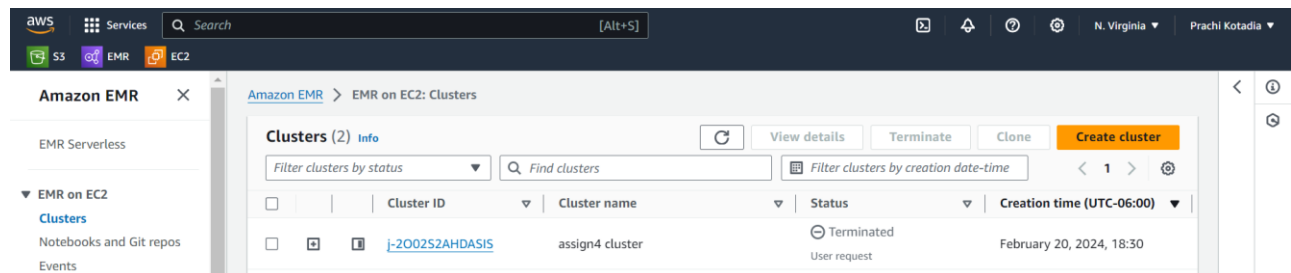 aws Services Search [Alt+S] N. Virginia Prachi Kotadia
S3 EMR EC2
Amazon EMR
Amazon EMR > EMR on EC2: Clusters
Clusters (2) Info View details Terminate Clone Create cluster
EMR Serverless
Filter clusters by status Find clusters Filter clusters by creation date-time 1
EMR on EC2
Clusters
Cluster ID Cluster name Status Creation time (UTC-06:00)
Notebooks and Git repos
j-2O02S2AHDASIS assign4 cluster Terminated February 20, 2024, 18:30
User request
Events